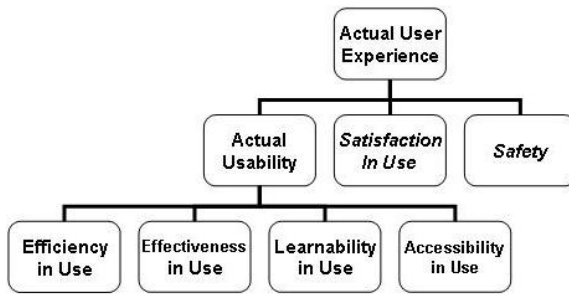 Actual User
Experience
Actual
Usability
Satisfaction
In Use
Safety
Efficiency
in Use
Effectiveness
in Use
Learnability
in Use
Accessibility
in Use